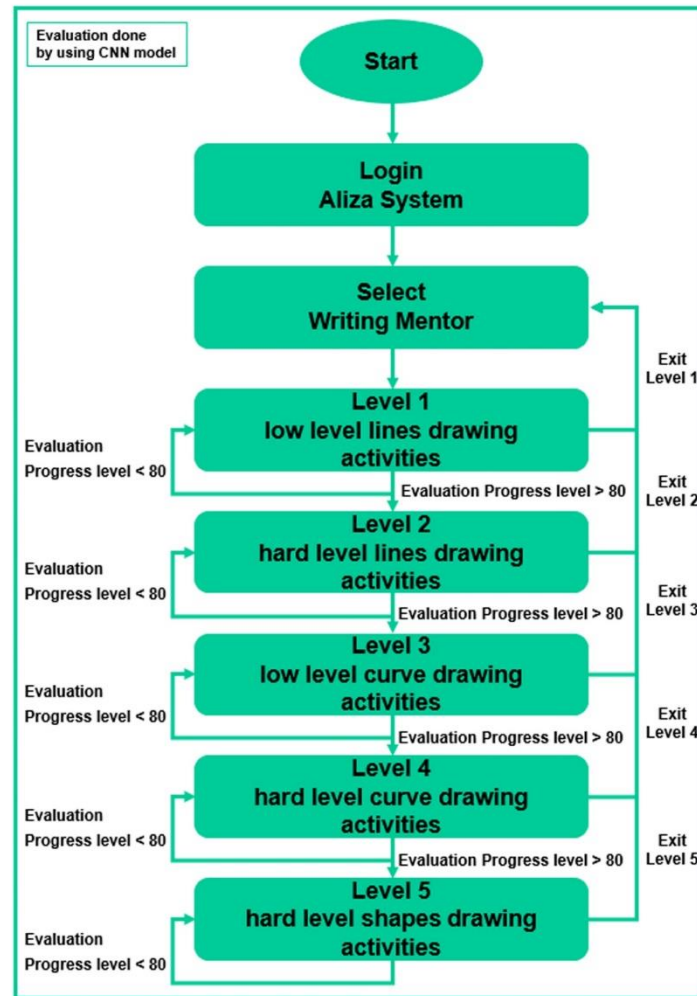 Evaluation done
by using CNN model
Start
Login
Aliza System
Select
Writing Mentor
Exit
Level 1
Level 1
low level lines drawing
activities
Evaluation
Progress level < 80
Evaluation Progress level > 80
Exit
Level 2
Level 2
hard level lines drawing
activities
Evaluation
Progress level < 80
Evaluation Progress level > 80
Exit
Level 3
Level 3
low level curve drawing
activities
Evaluation
Progress level < 80
Evaluation Progress level > 80
Exit
Level 4
Level 4
hard level curve drawing
activities
Evaluation
Progress level < 80
Evaluation Progress level > 80
Exit
Level 5
Level 5
hard level shapes drawing
activities
Evaluation
Progress level < 80